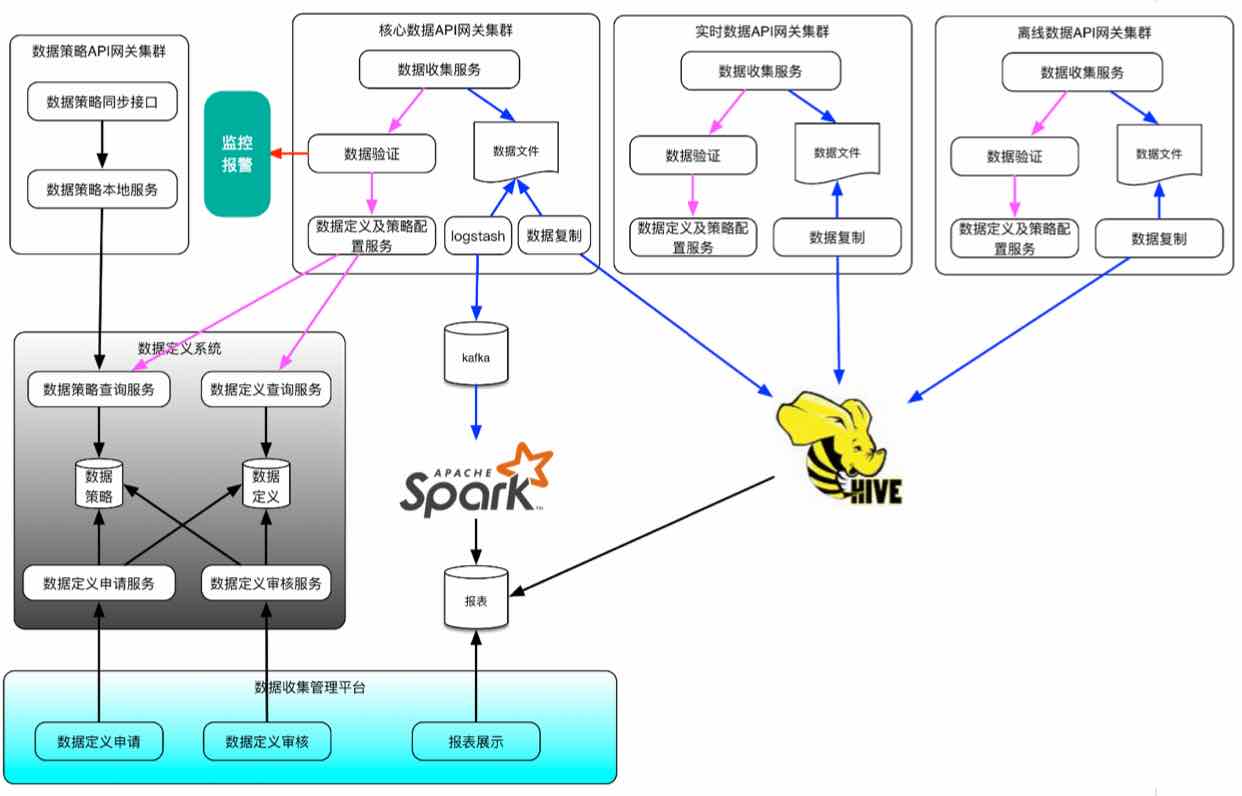 数据策略API网关集群
数据策略同步接口
数据策略本地服务
监控
报警
核心数据API网关集群
数据收集服务
数据验证
数据文件
数据定义及策略配
置服务
logstash
数据复制
实时数据API网关集群
数据收集服务
数据验证
数据文件
数据定义及策略配
置服务
数据复制
离线数据API网关集群
数据收集服务
数据验证
数据文件
数据定义及策略配
置服务
数据复制
数据定义系统
数据策略查询服务
数据定义查询服务
数据
策略
数据
定义
数据定义申请服务
数据定义审核服务
kafka
APACHE
Spark™
HIVE
报表
数据收集管理平台
数据定义申请
数据定义审核
报表展示